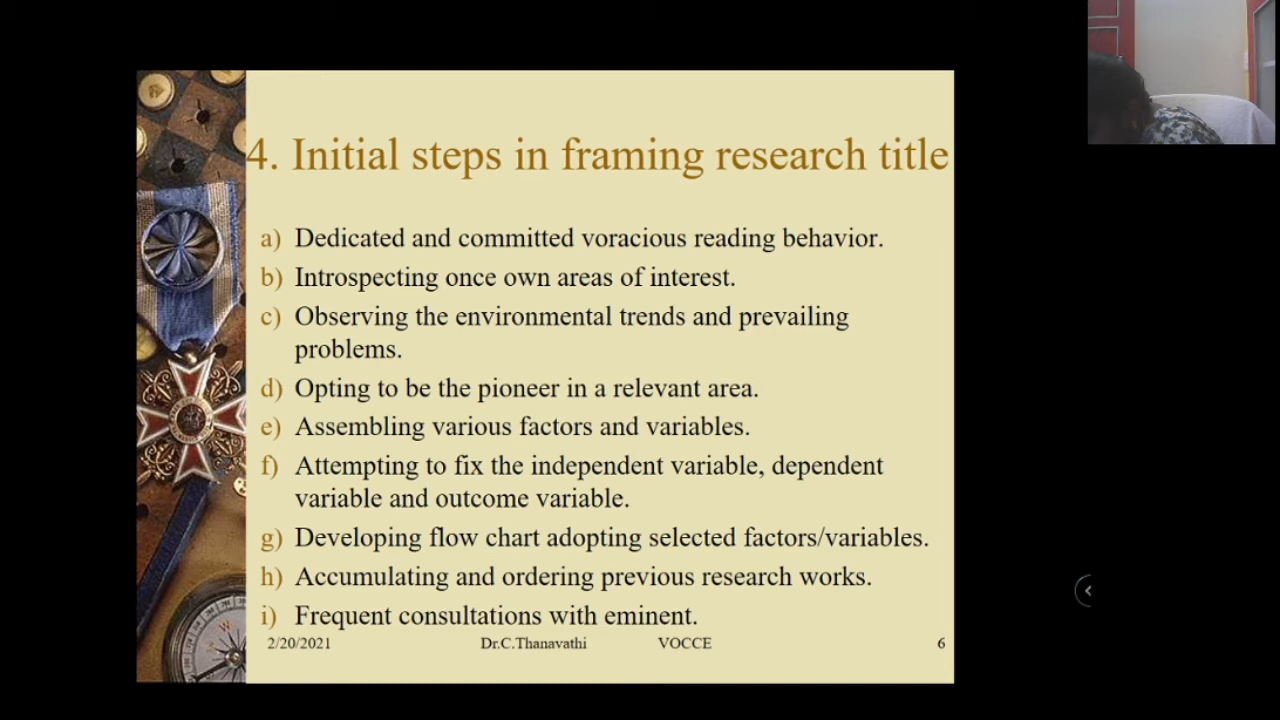 4. Initial steps in framing research title
a) Dedicated and committed voracious reading behavior.
b) Introspecting once own areas of interest.
c) Observing the environmental trends and prevailing
problems.
d) Opting to be the pioneer in a relevant area.
e) Assembling various factors and variables.
f) Attempting to fix the independent variable, dependent
variable and outcome variable.
g) Developing flow chart adopting selected factors/variables.
h) Accumulating and ordering previous research works.
i) Frequent consultations with eminent.
2/20/2021 Dr.C.Thanavathi VOCCE 6